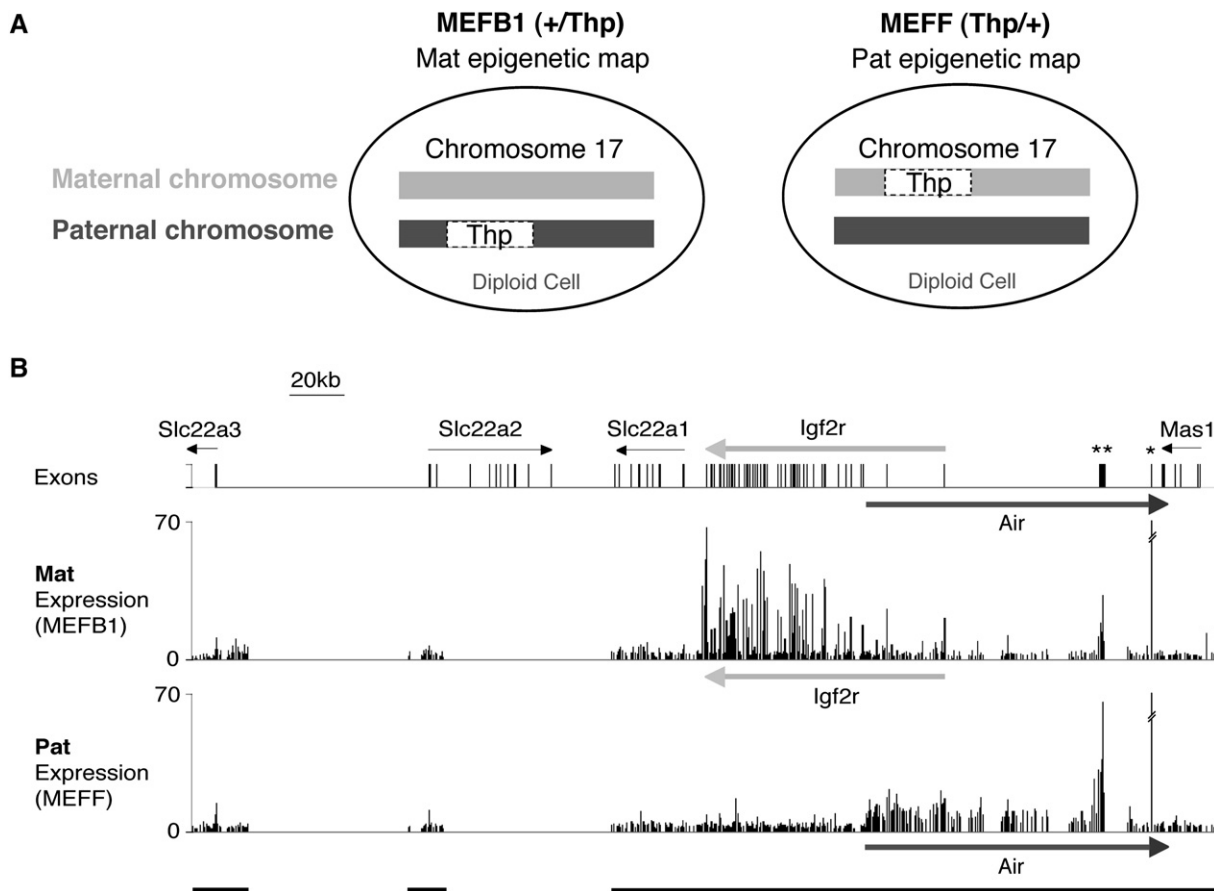 A
MEFB1 (+/Thp)
Mat epigenetic map
MEFF (Thp/+)
Pat epigenetic map
Maternal chromosome
Paternal chromosome
Chromosome 17
Thp
Diploid Cell
Chromosome 17
Thp
Diploid Cell
B
20kb
Slc22a3
Slc22a2
Slc22a1
Igf2r
** *
Mas1
Exons
Air
70
Mat
Expression
(MEFB1)
0
Igf2r
70
Pat
Expression
(MEFF)
0
Air